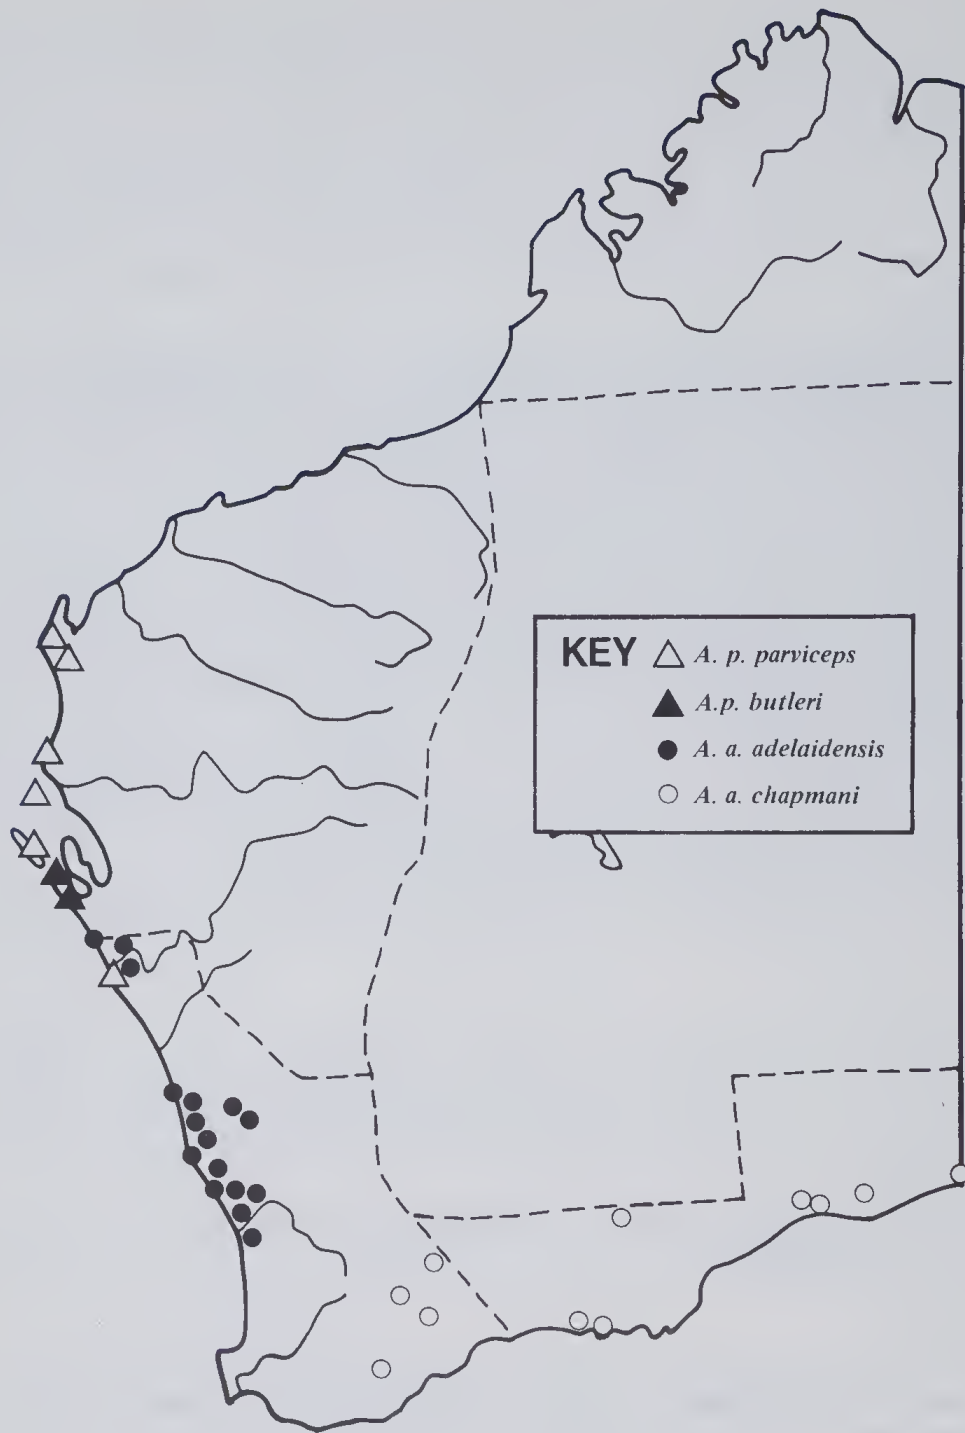 KEY
A. p. parviceps
A.p. butleri
A. a. adelaidensis
A. a. chapmani